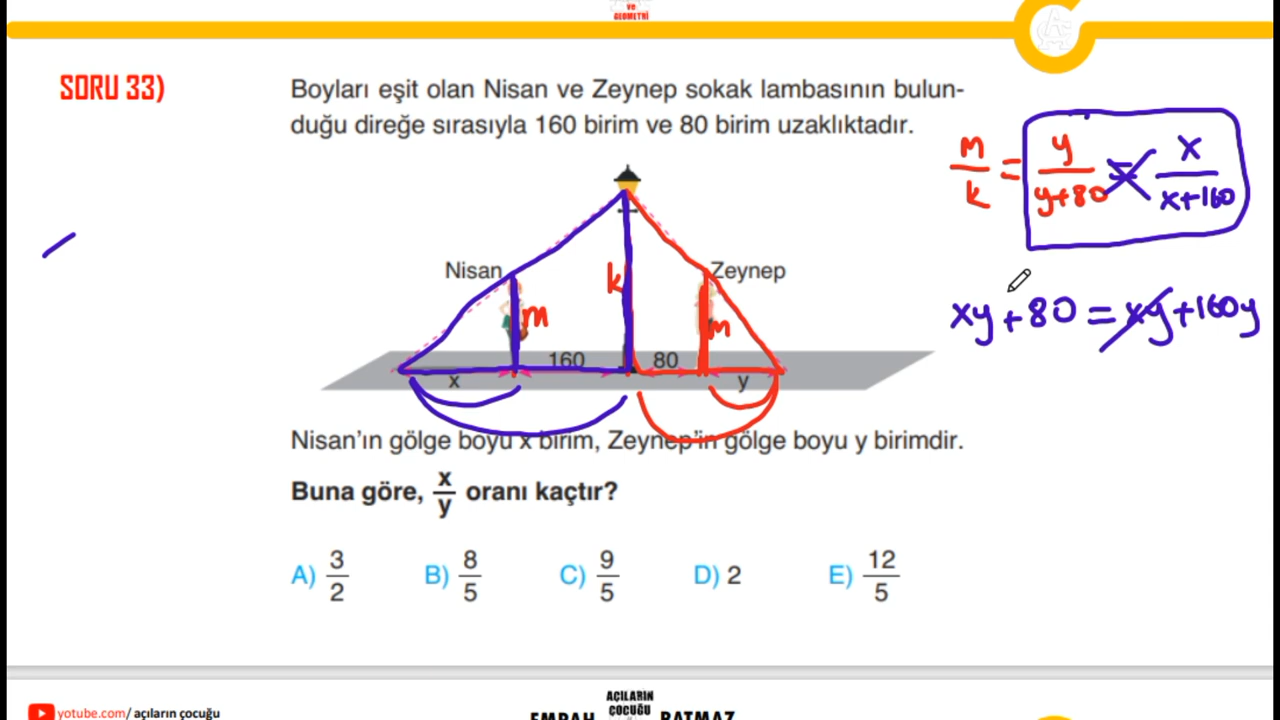 ve
GEOMETRİ
SORU 33)
Boyları eşit olan Nisan ve Zeynep sokak lambasının bulun-
duğu direğe sırasıyla 160 birim ve 80 birim uzaklıktadır.
m/k = y/y+80 = x/x+160
Nisan
Zeynep
k
m
m
xy+80 = xy+160y
160
80
x
y
Nisan'ın gölge boyu x birim, Zeynep'in gölge boyu y birimdir.
Buna göre, x/y oranı kaçtır?
A) 3/2 B) 8/5 C) 9/5 D) 2 E) 12/5
yotube.com/ açıların çocuğu
AÇILARIN
ÇOCUĞU
EMRAH BATMAZ